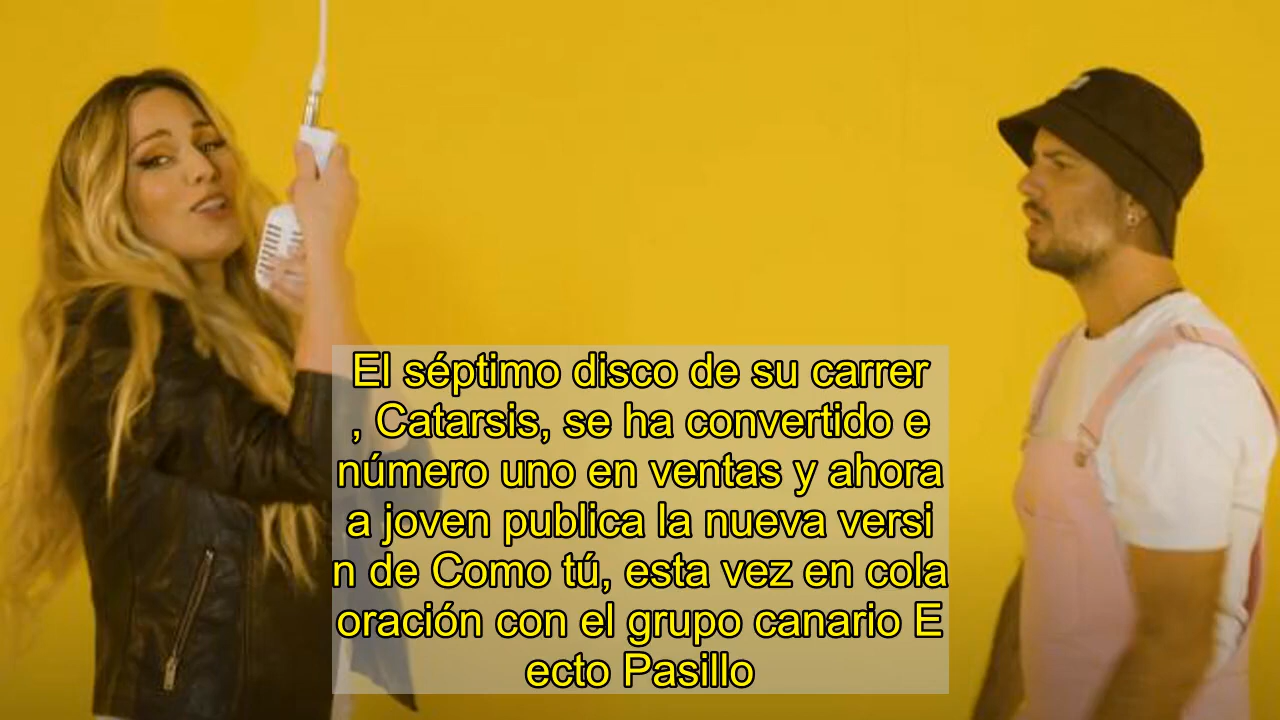 El séptimo disco de su carrer
, Catarsis, se ha convertido e
número uno en ventas y ahora
a joven publica la nueva versi
n de Como tú, esta vez en cola
oración con el grupo canario E
ecto Pasillo